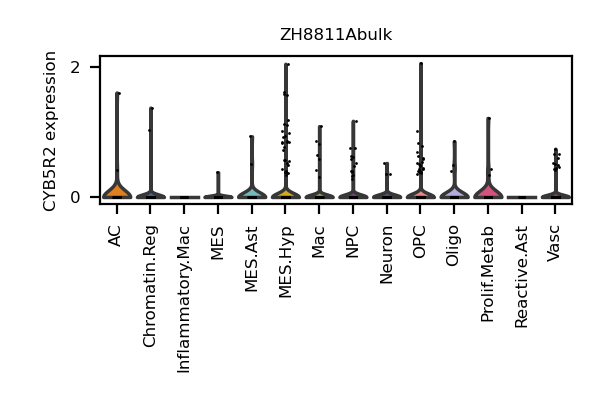 ZH8811Abulk
CYB5R2 expression
2
0
AC
Chromatin.Reg
Inflammatory.Mac
MES
MES.Ast
MES.Hyp
Mac
NPC
Neuron
OPC
Oligo
Prolif.Metab
Reactive.Ast
Vasc